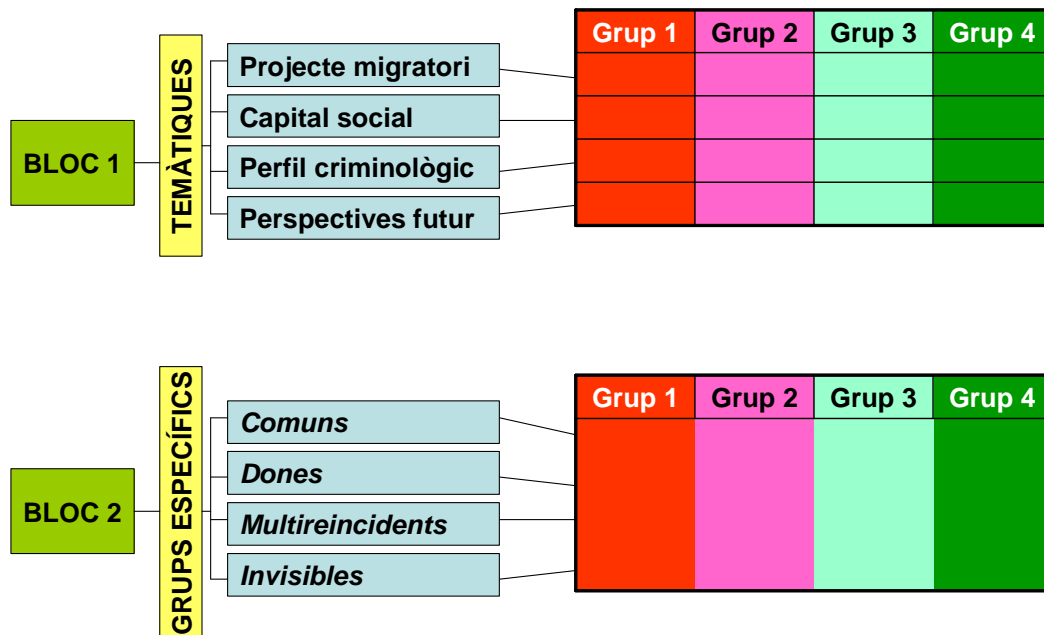 BLOC 1
TEMÀTIQUES
Projecte migratori
Capital social
Perfil criminològic
Perspectives futur
Grup 1 Grup 2 Grup 3 Grup 4
BLOC 2
GRUPS ESPECÍFICS
Comuns
Dones
Multireincidents
Invisibles
Grup 1 Grup 2 Grup 3 Grup 4